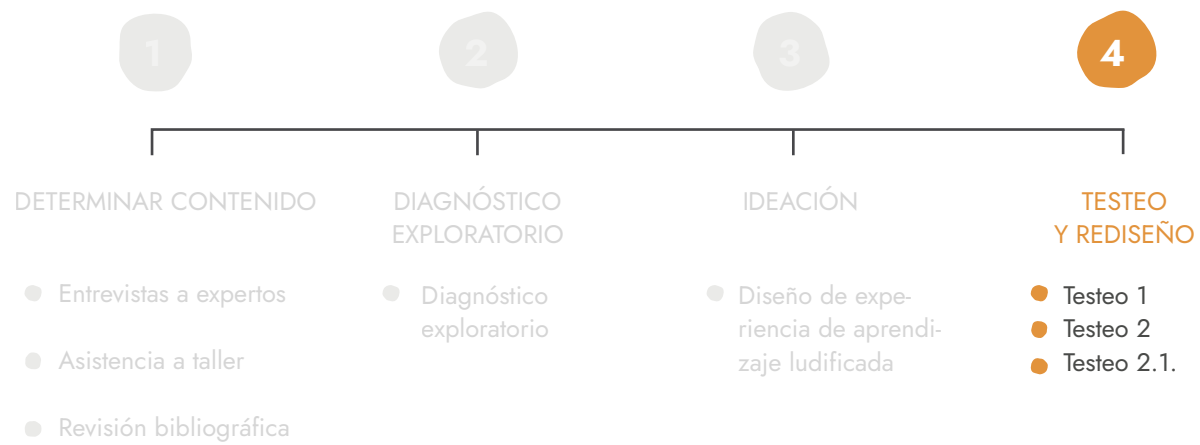 1
2
3
4
DETERMINAR CONTENIDO
DIAGNÓSTICO
EXPLORATORIO
IDEACIÓN
TESTEO
Y REDISEÑO
Entrevistas a expertos
Asistencia a taller
Revisión bibliográfica
Diagnóstico
exploratorio
Diseño de expe-
riencia de aprendi-
zaje ludificada
Testeo 1
Testeo 2
Testeo 2.1.